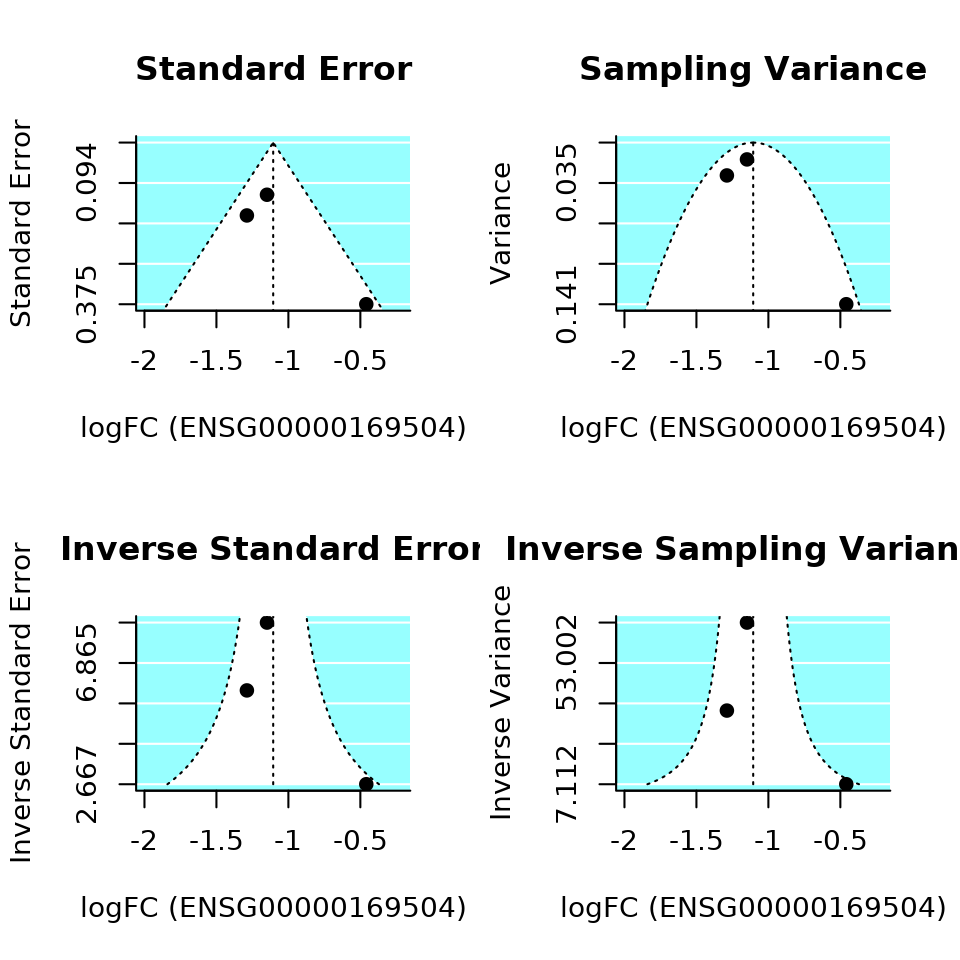 Standard Error
Standard Error
0.094
0.375
-2 -1.5 -1 -0.5
logFC (ENSG00000169504)
Sampling Variance
Variance
0.035
0.141
-2 -1.5 -1 -0.5
logFC (ENSG00000169504)
Inverse Standard Error
Inverse Standard Error
6.865
2.667
-2 -1.5 -1 -0.5
logFC (ENSG00000169504)
Inverse Sampling Varian
Inverse Variance
53.002
7.112
-2 -1.5 -1 -0.5
logFC (ENSG00000169504)